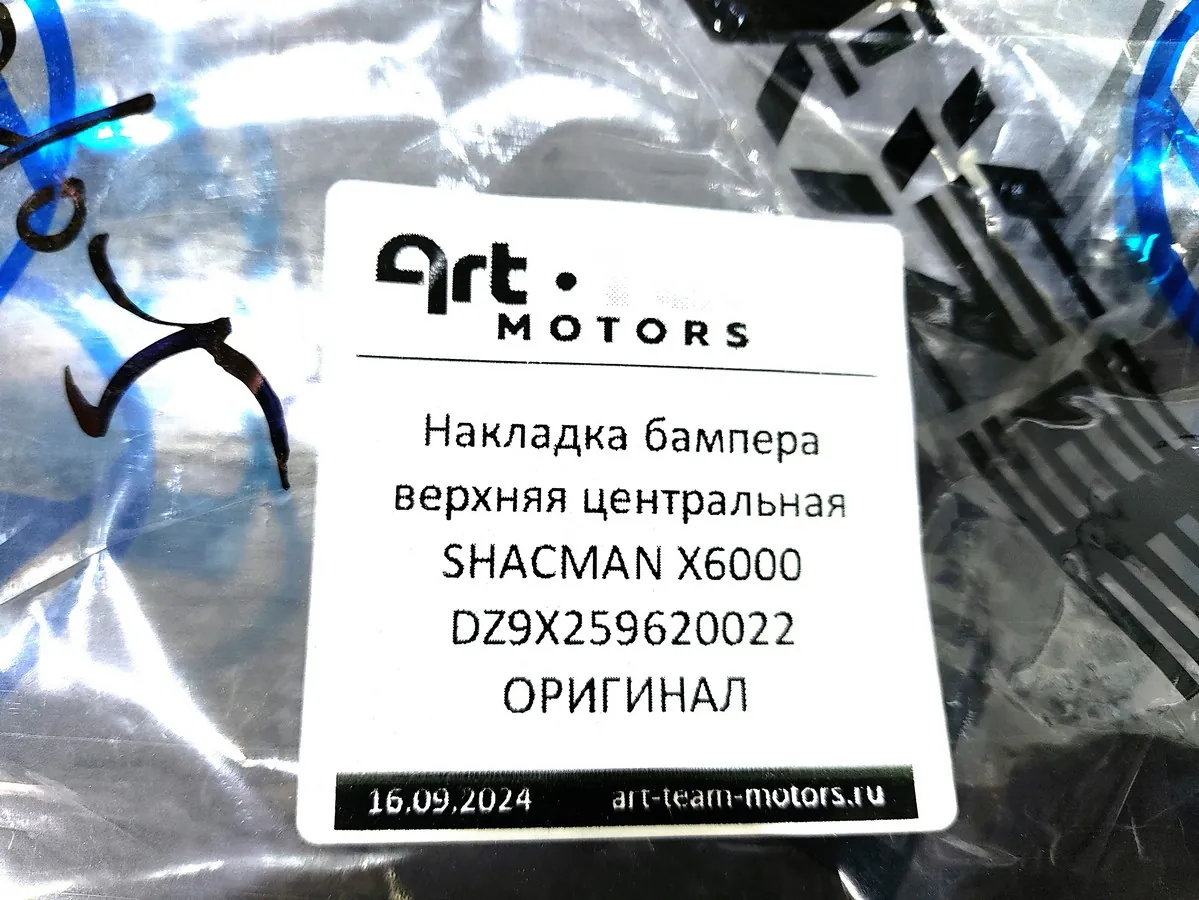 art •
MOTORS
Накладка бампера
верхняя центральная
SHACMAN X6000
DZ9X259620022
ОРИГИНАЛ
16.09.2024 art-team-motors.ru